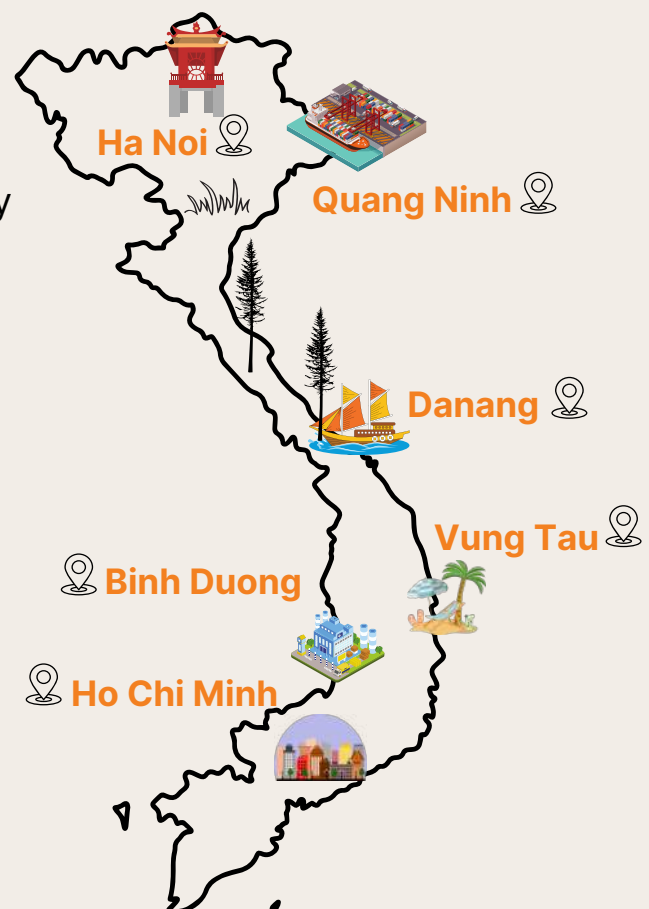 Ha Noi
y
Quang Ninh
Danang
Vung Tau
Binh Duong
Ho Chi Minh